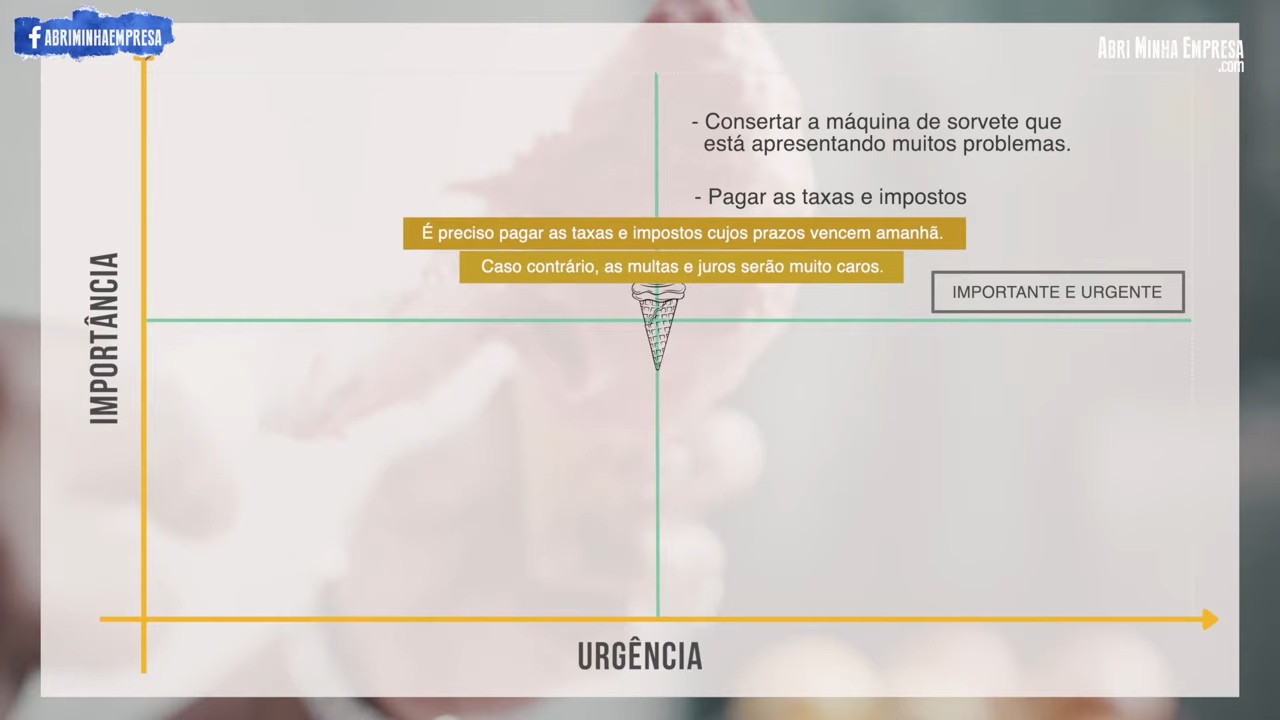 ABRIMINHAEMPRESA
ABRI MINHA EMPRESA
.com
- Consertar a máquina de sorvete que
está apresentando muitos problemas.
- Pagar as taxas e impostos
É preciso pagar as taxas e impostos cujos prazos vencem amanhã.
Caso contrário, as multas e juros serão muito caros.
IMPORTANTE E URGENTE
IMPORTÂNCIA
URGÊNCIA